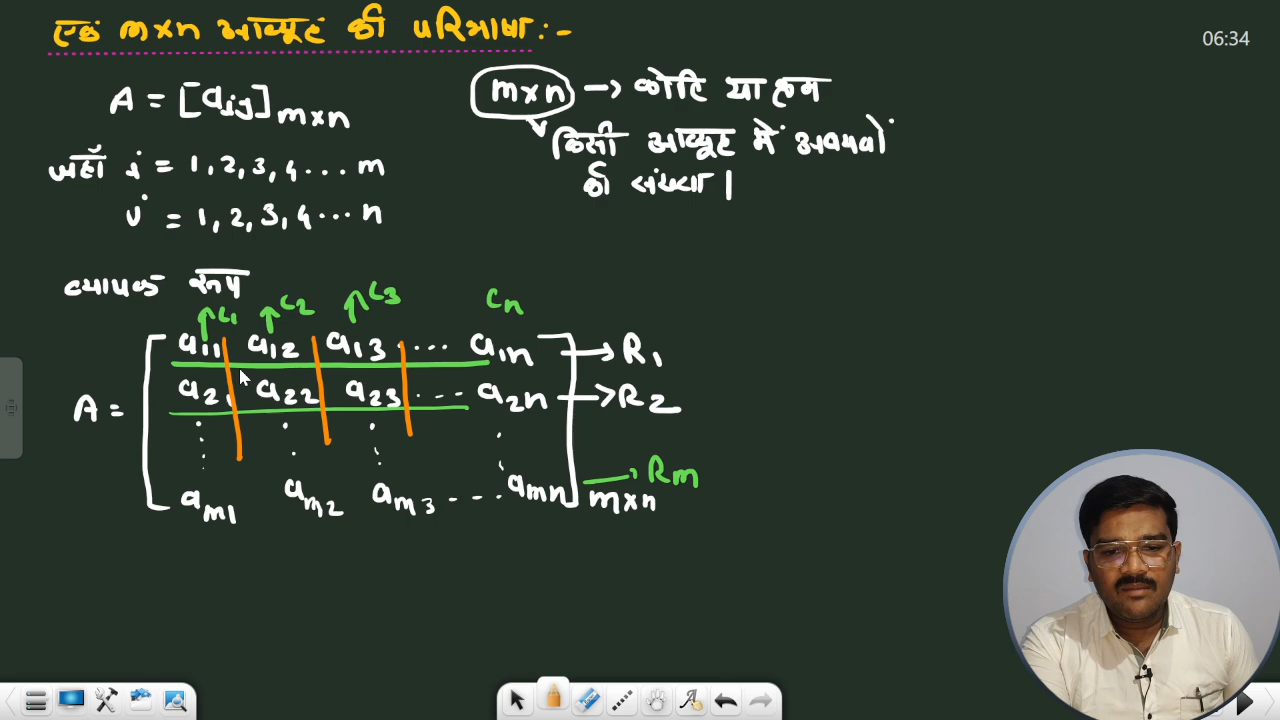 एक m×n आव्यूह की परिभाषा :-
06:34
A = [aij]m×n
m×n → कोटि या क्रम
किसी आव्यूह में अवयवों
की संख्या |
जहाँ i = 1, 2, 3, 4 ... m
j = 1, 2, 3, 4 ... n
व्यापक रूप
↑C1 ↑C2 ↑C3 Cn
a11 a12 a13 ... a1n → R1
A = a21 a22 a23 ... a2n → R2
am1 am2 am3 ... amn → Rm
m×n